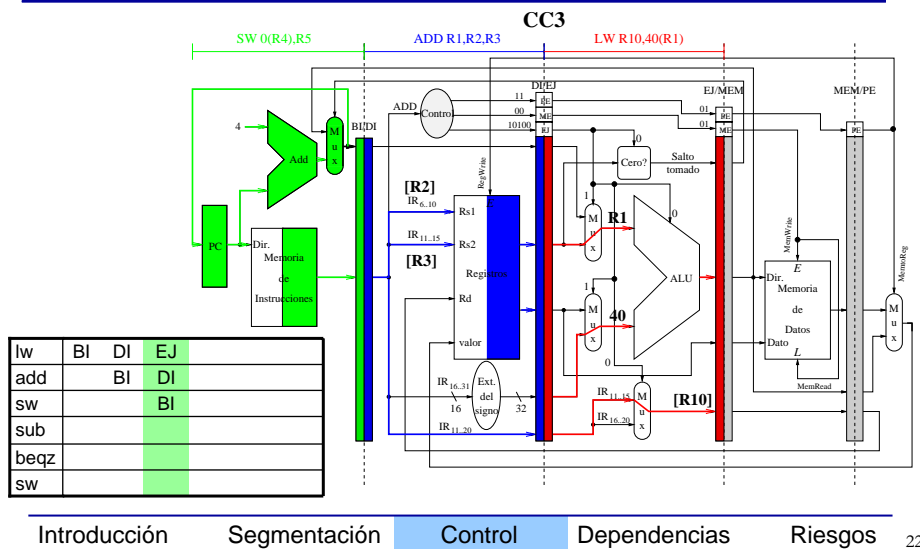 CC3
SW 0(R4),R5
ADD R1,R2,R3
LW R10,40(R1)
DI/EJ
EJ/MEM
MEM/PE
BI/DI
11
00
10100
ADD
Control
PE
ME
EJ
01
01
PE
ME
PE
4
Add
M
u
x
RegWrite
0
Cero?
Salto
tomado
[R2]
IR6..10
Rs1
E
1
M
u
x
R1
0
MemWrite
MemtoReg
PC
Dir.
Memoria
de
Instrucciones
IR11..15
Rs2
[R3]
Registros
ALU
Dir.
E
Memoria
de
Datos
Dato
L
MemRead
M
u
x
Rd
1
M
u
x
40
valor
0
IR16..31
16
Ext.
del
signo
32
IR11..15
IR16..20
M
u
x
[R10]
IR11..20
lw BI DI EJ
add BI DI
sw BI
sub
beqz
sw
Introducción Segmentación Control Dependencias Riesgos 22